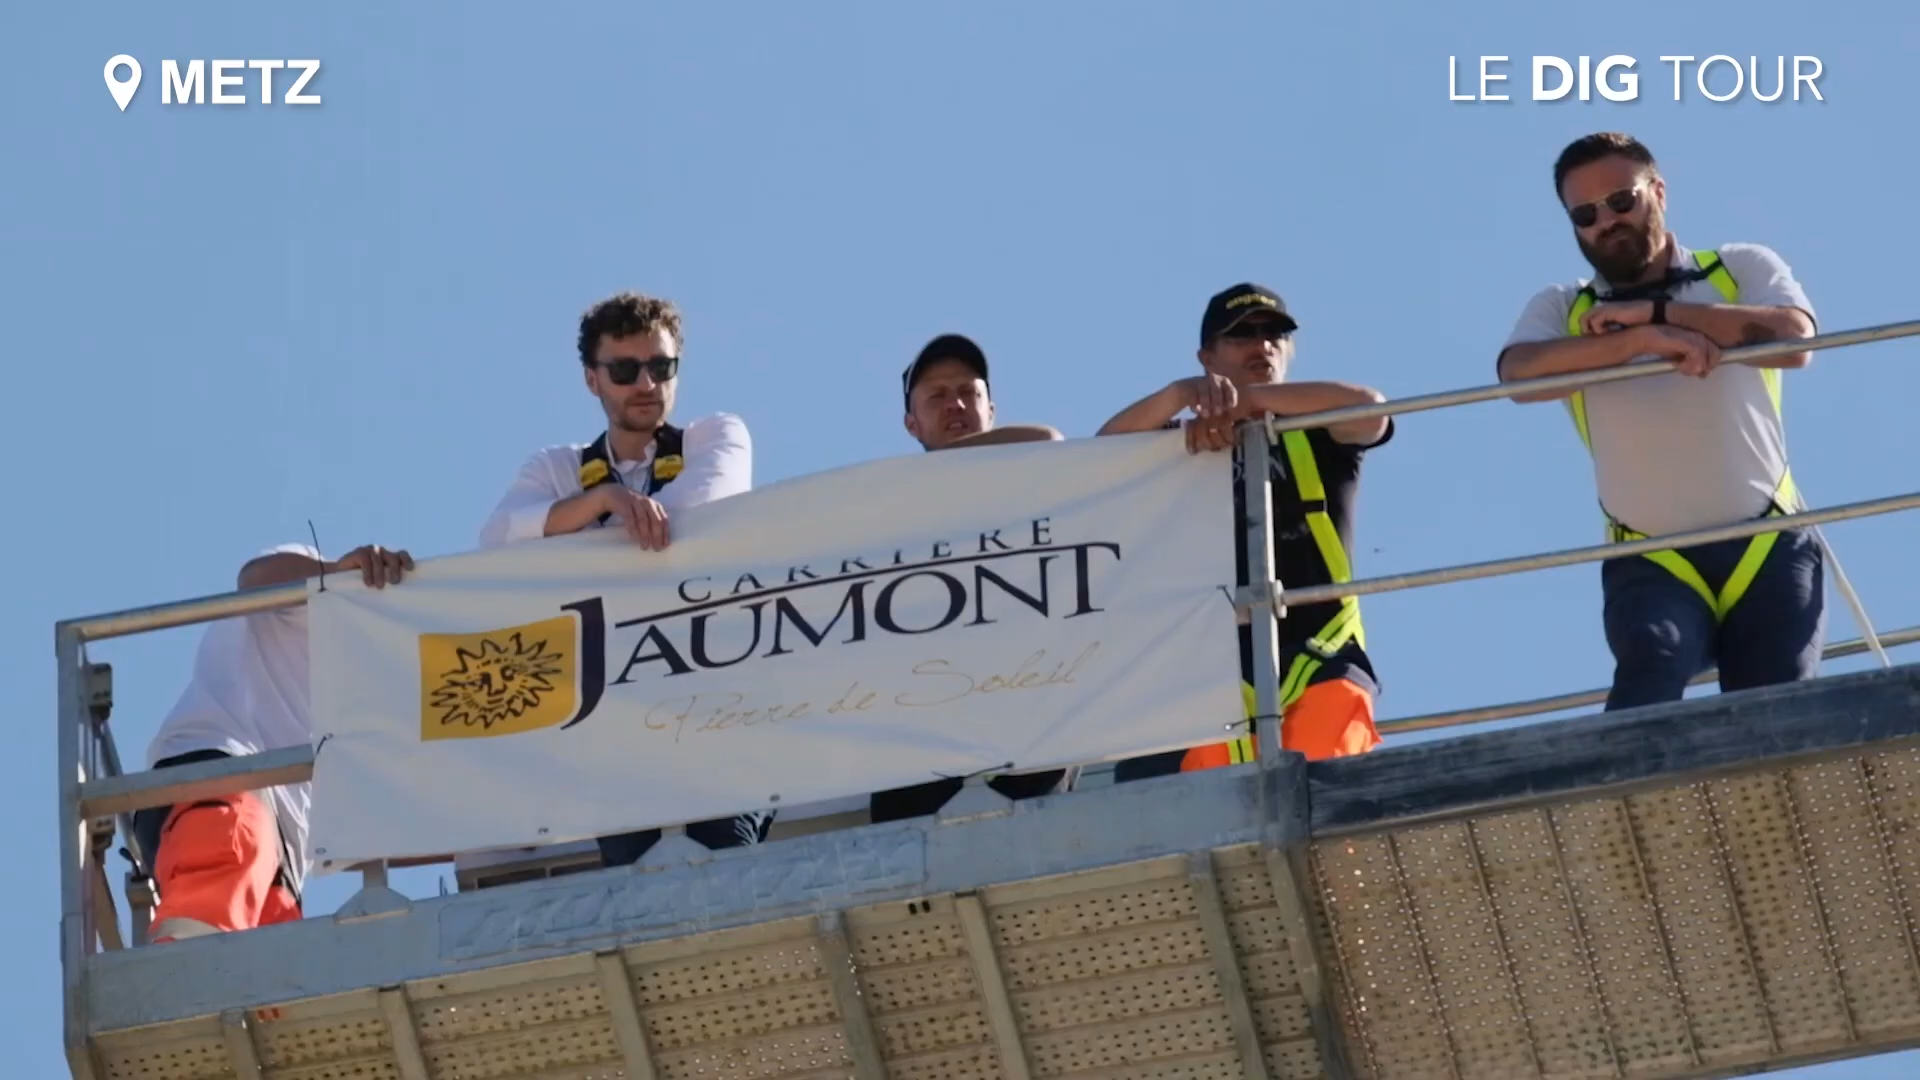 METZ
LE DIG TOUR
CARRIERE
JAUMONT
Pierre de Soleil